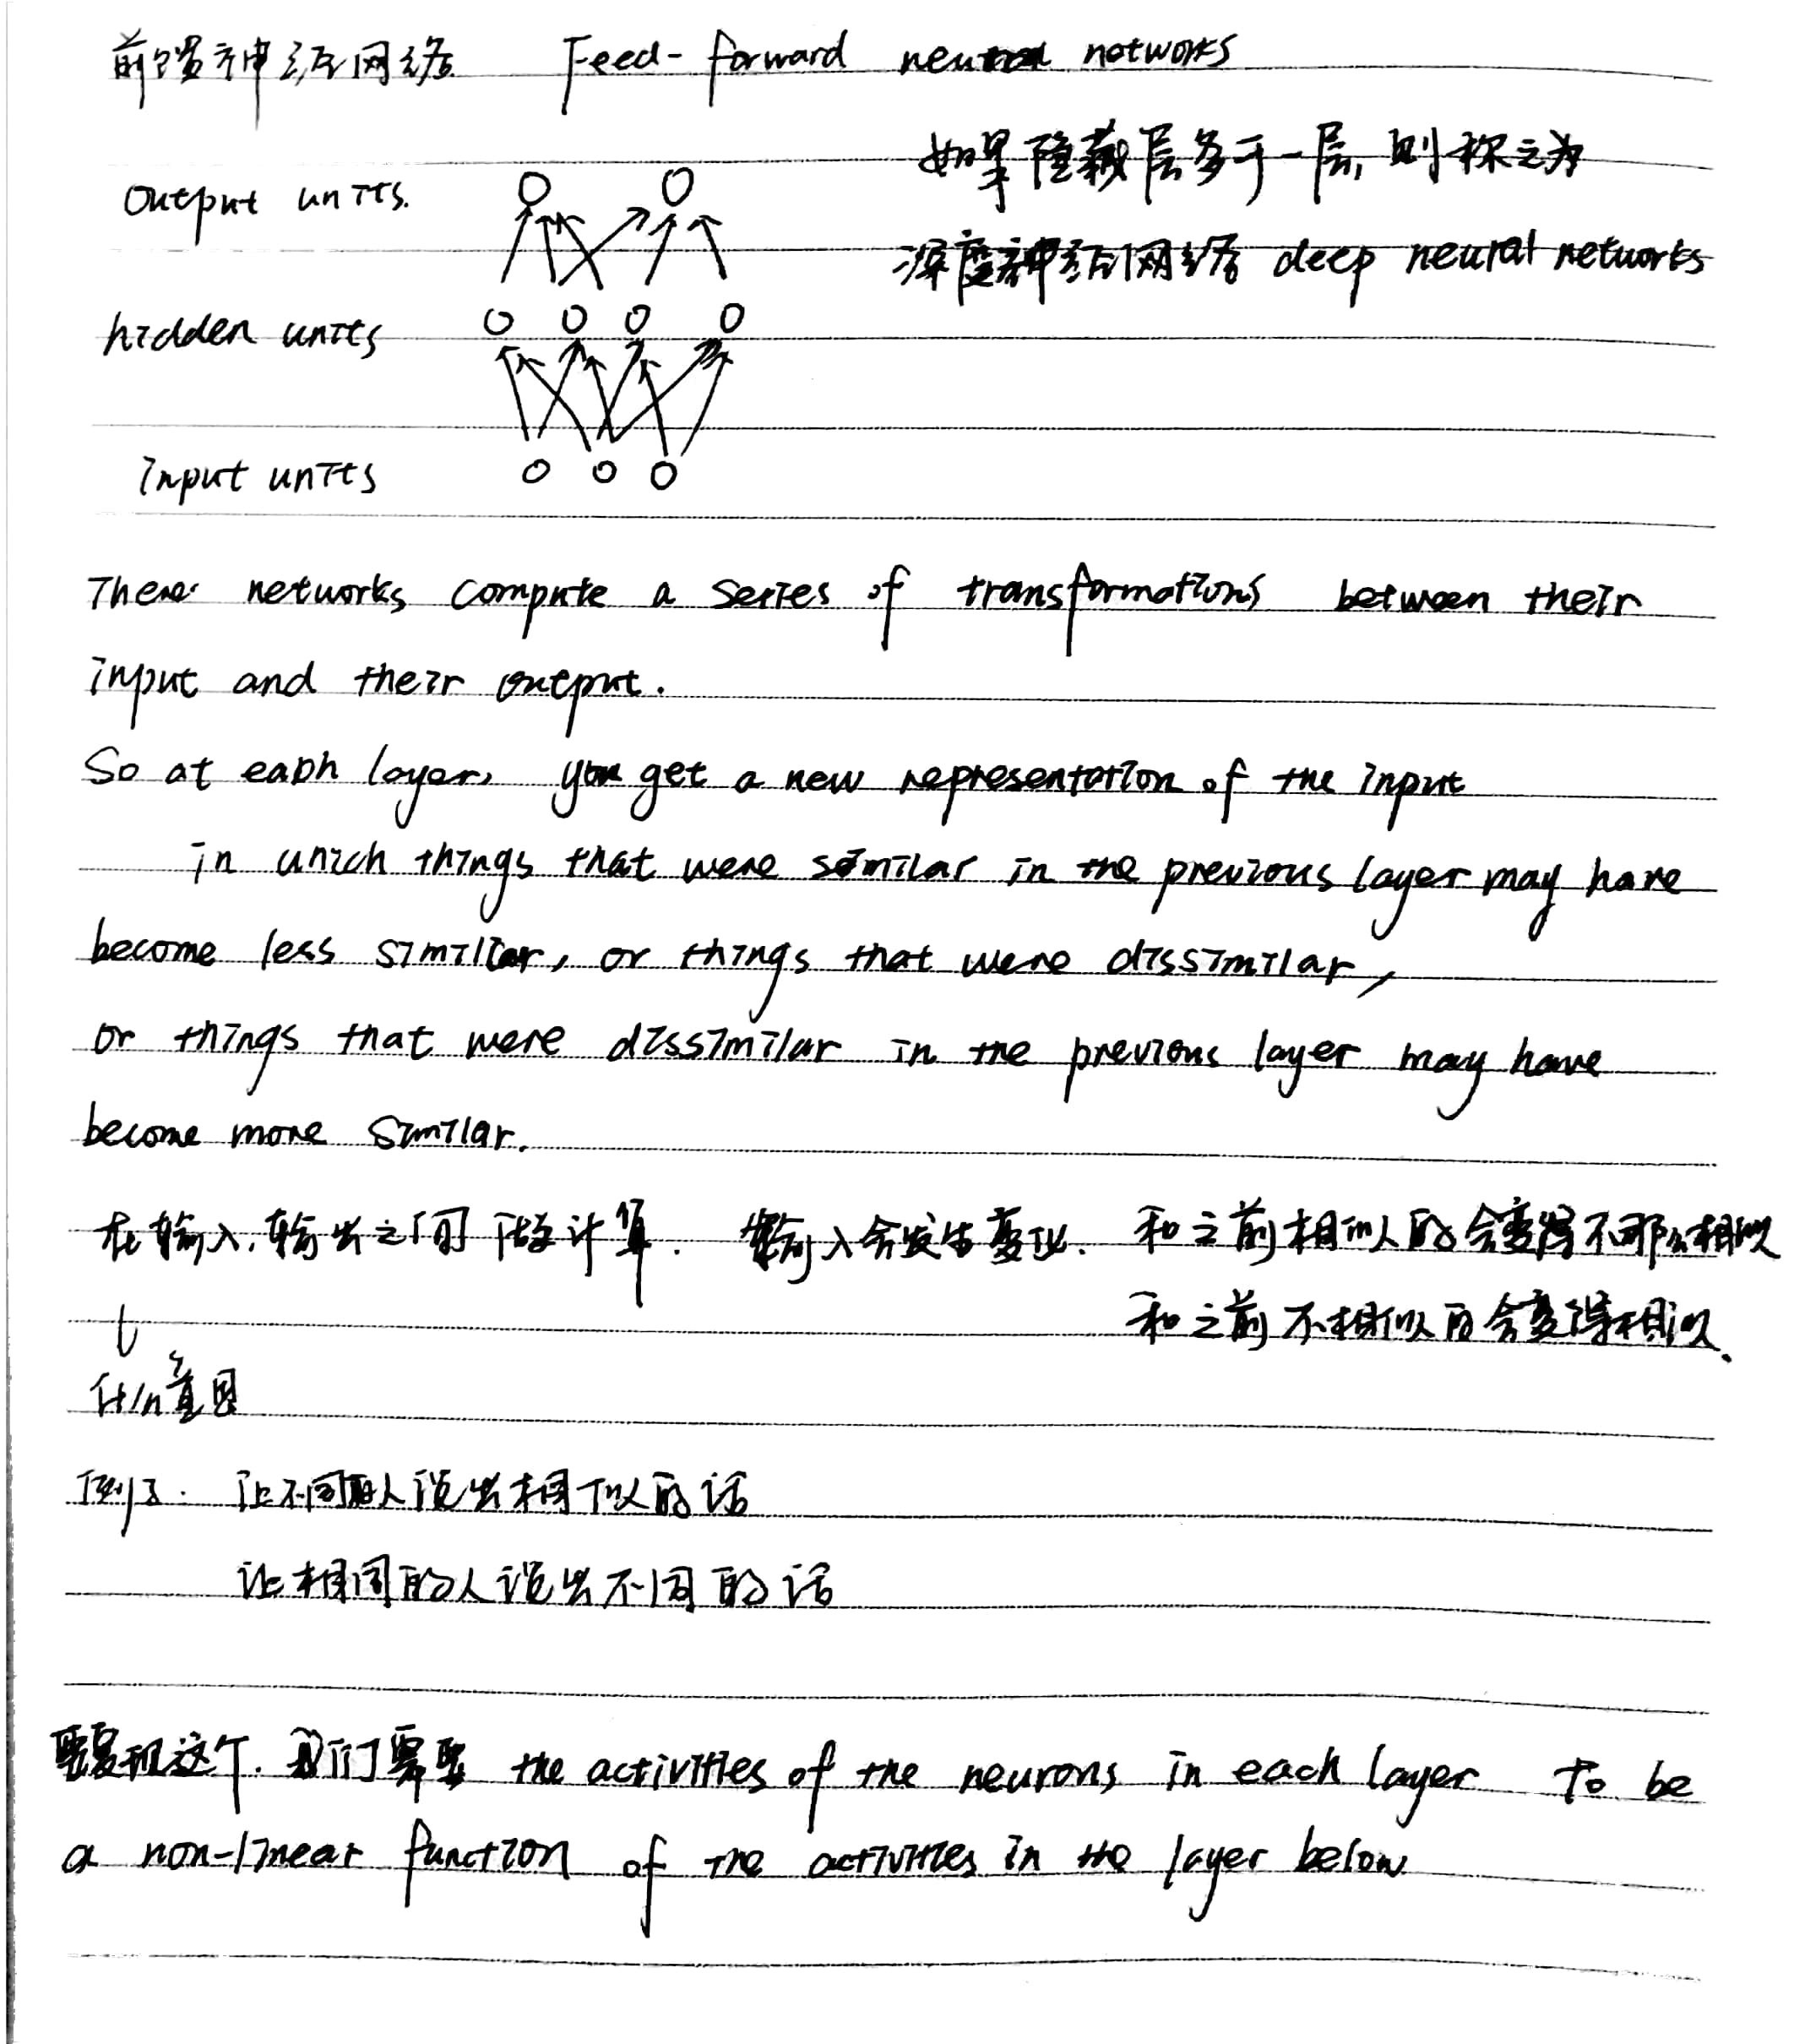 前馈神经网络 Feed-forward neural networks
如果隐藏层多于一层,则称之为
Output units.
深度神经网络 deep neural networks
hidden units
Input units
These networks compute a series of transformations between their
input and their output.
So at each layer, you get a new representation of the input
in which things that were similar in the previous layer may have
become less similar, or things that were dissimilar,
or things that were dissimilar in the previous layer may have
become more similar.
在输入,输出之间做计算. 输入会发生变化. 和之前相似的会变得不那么相似
和之前不相似的会变得相似.
什么意思
例子. 让不同的人说出相似的话
让相同的人说出不同的话
要实现这个. 我们需要 the activities of the neurons in each layer to be
a non-linear function of the activities in the layer below